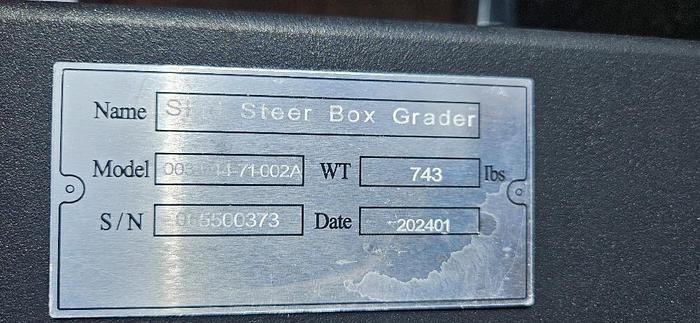 Name Steer Box Grader
Model WT 743 lbs
S/N Date 202401